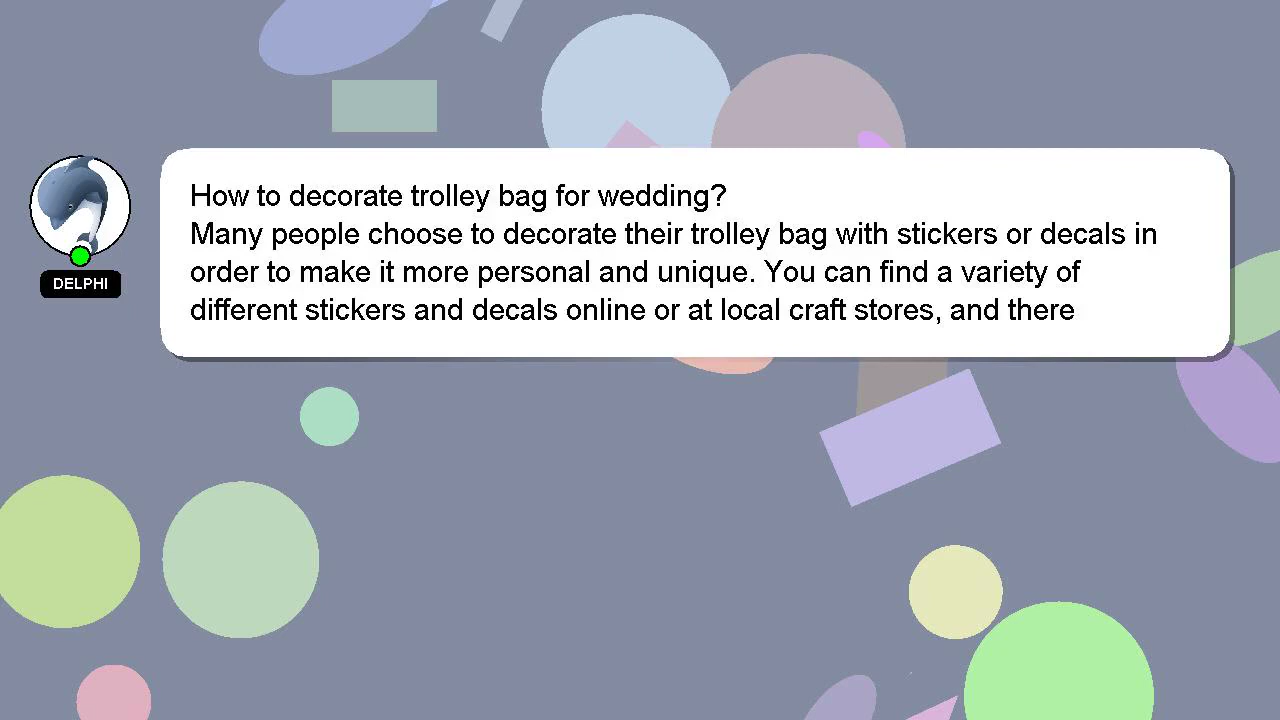 How to decorate trolley bag for wedding?
Many people choose to decorate their trolley bag with stickers or decals in
order to make it more personal and unique. You can find a variety of
different stickers and decals online or at local craft stores, and there
DELPHI